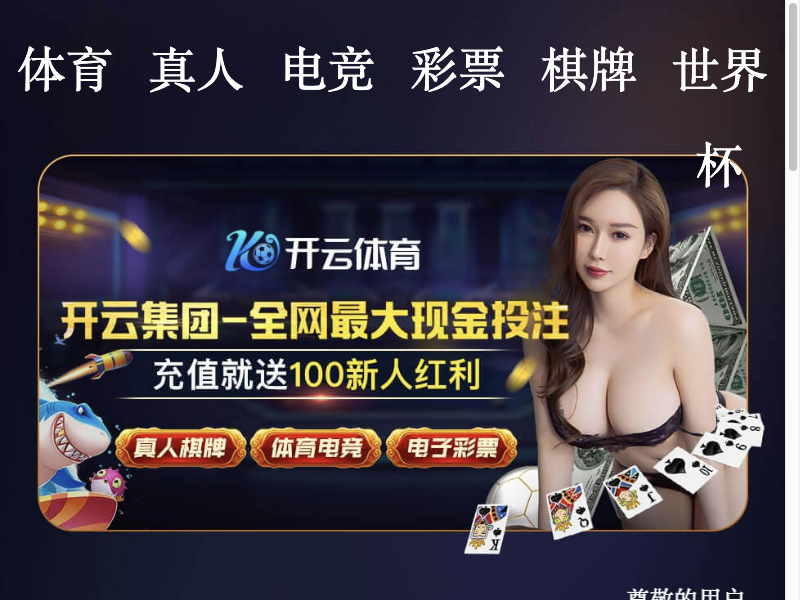 体育 真人 电竞 彩票 棋牌 世界
杯
开云体育
开云集团-全网最大现金投注
充值就送100新人红利
真人棋牌 体育电竞 电子彩票
K Q J 10 9 8
尊敬的用户